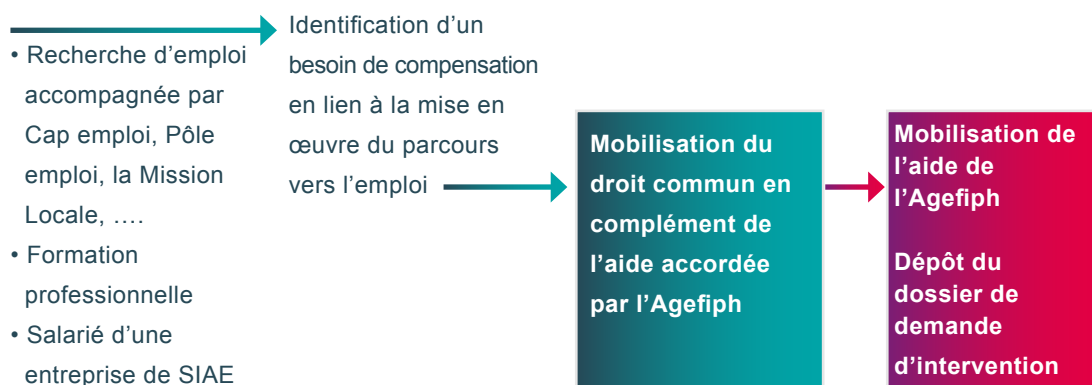 • Recherche d’emploi
accompagnée par
Cap emploi, Pôle
emploi, la Mission
Locale, ….
• Formation
professionnelle
• Salarié d’une
entreprise de SIAE
Identification d’un
besoin de compensation
en lien à la mise en
œuvre du parcours
vers l’emploi
Mobilisation du
droit commun en
complément de
l’aide accordée
par l’Agefiph
Mobilisation de
l’aide de
l’Agefiph
Dépôt du
dossier de
demande
d’intervention